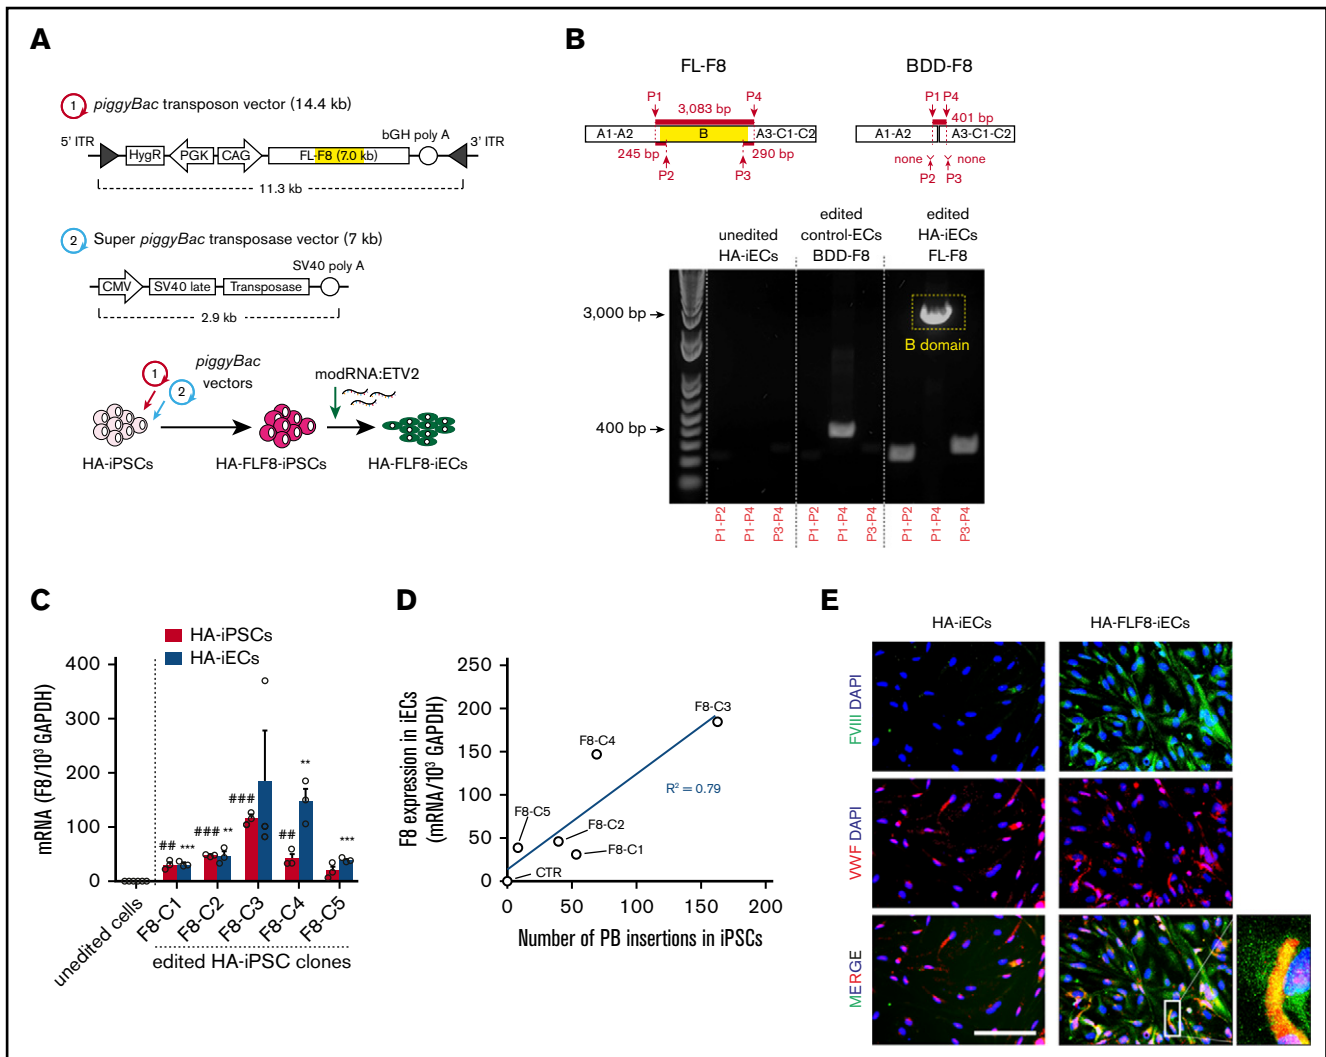 A
1 piggyBac transposon vector (14.4 kb)
bGH poly A
5' ITR
3' ITR
HygR PGK CAG FL-F8 (7.0 kb)
11.3 kb
2 Super piggyBac transposase vector (7 kb)
SV40 poly A
CMV SV40 late Transposase
2.9 kb
piggyBac
vectors
1
2
modRNA:ETV2
HA-iPSCs
HA-FLF8-iPSCs
HA-FLF8-iECs
B
FL-F8
BDD-F8
P1 P4
P1 P4
3,083 bp
401 bp
A1-A2 B A3-C1-C2
A1-A2 A3-C1-C2
245 bp 290 bp
none none
P2 P3
P2 P3
unedited
HA-iECs
edited
control-ECs
BDD-F8
edited
HA-iECs
FL-F8
3,000 bp
B domain
400 bp
P1-P2
P1-P4
P3-P4
P1-P2
P1-P4
P3-P4
P1-P2
P1-P4
P3-P4
C
HA-iPSCs
HA-iECs
mRNA (F8/10³ GAPDH)
400
300
200
100
0
## ***
### **
###
## **
***
unedited cells
F8-C1
F8-C2
F8-C3
F8-C4
F8-C5
edited HA-iPSC clones
D
F8 expression in iECs
(mRNA/10³ GAPDH)
250
200
150
100
50
0
F8-C3
F8-C4
R² = 0.79
F8-C5
F8-C2
F8-C1
CTR
0 50 100 150 200
Number of PB insertions in iPSCs
E
HA-iECs
HA-FLF8-iECs
FVIII DAPI
VWF DAPI
MERGE